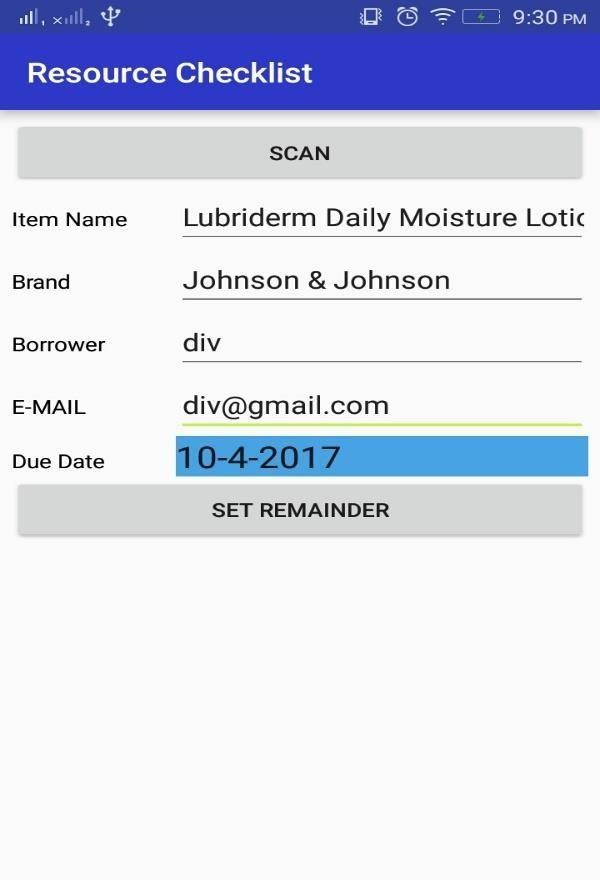 9:30 PM
Resource Checklist
SCAN
Item Name Lubriderm Daily Moisture Lotic
Brand Johnson & Johnson
Borrower div
E-MAIL div@gmail.com
Due Date 10-4-2017
SET REMAINDER